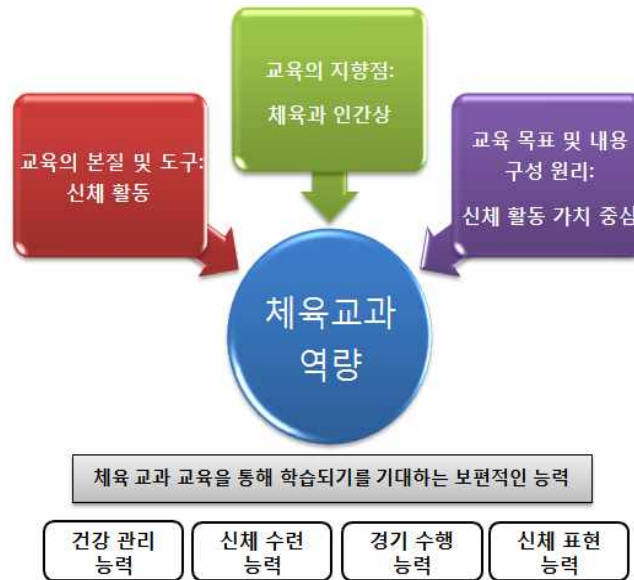 교육의 지향점:
체육과 인간상
교육의 본질 및 도구:
신체 활동
교육 목표 및 내용
구성 원리:
신체 활동 가치 중심
체육교과
역량
체육 교과 교육을 통해 학습되기를 기대하는 보편적인 능력
건강 관리
능력
신체 수련
능력
경기 수행
능력
신체 표현
능력